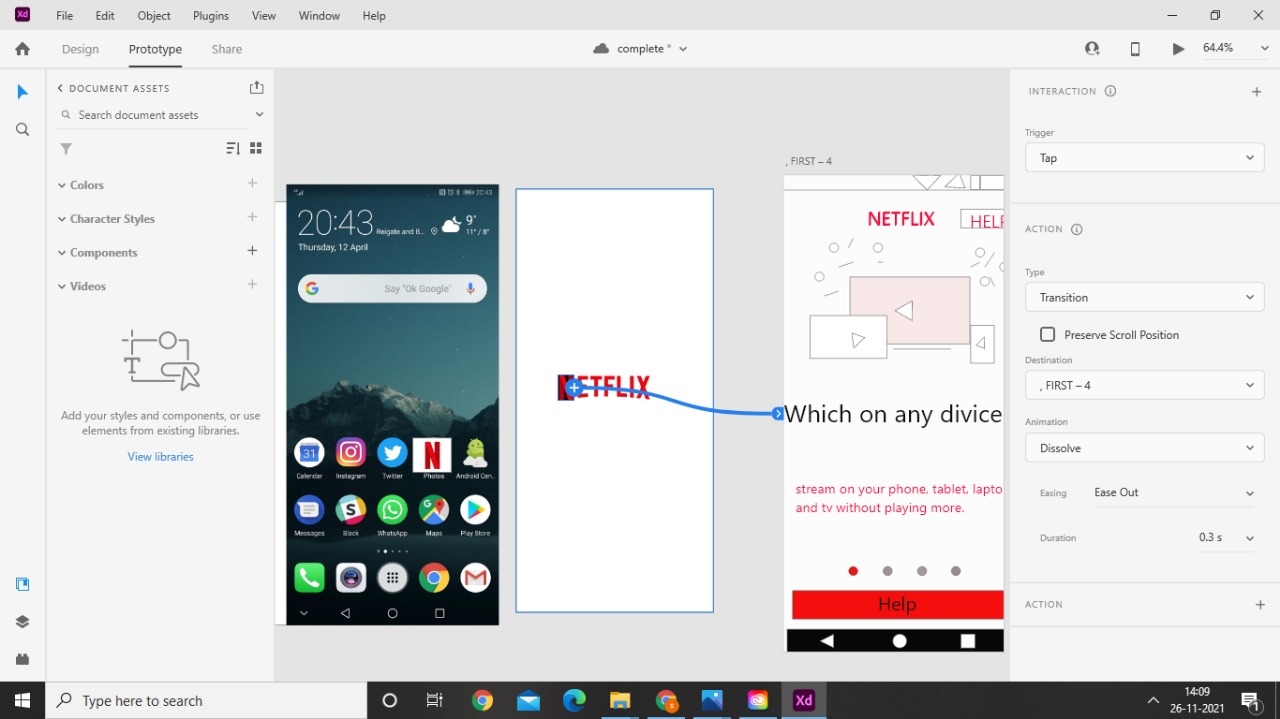 Xd File Edit Object Plugins View Window Help
Design Prototype Share
complete *
64.4%
DOCUMENT ASSETS
Search document assets
Colors
Character Styles
Components
Videos
T
Add your styles and components, or use
elements from existing libraries.
View libraries
20:43
20:43
Reigate and B...
9°
11° / 8°
Thursday, 12 April
G Say "Ok Google"
31
Calendar Instagram Twitter Photos Android Cen..
Messages Slack WhatsApp Maps Play Store
NETFLIX
, FIRST – 4
NETFLIX
HELP
Which on any divice
stream on your phone, tablet, lapto
and tv without playing more.
Help
INTERACTION
Trigger
Tap
ACTION
Type
Transition
Preserve Scroll Position
Destination
, FIRST – 4
Animation
Dissolve
Easing Ease Out
Duration 0.3 s
ACTION
Type here to search
Xd
14:09
26-11-2021
1